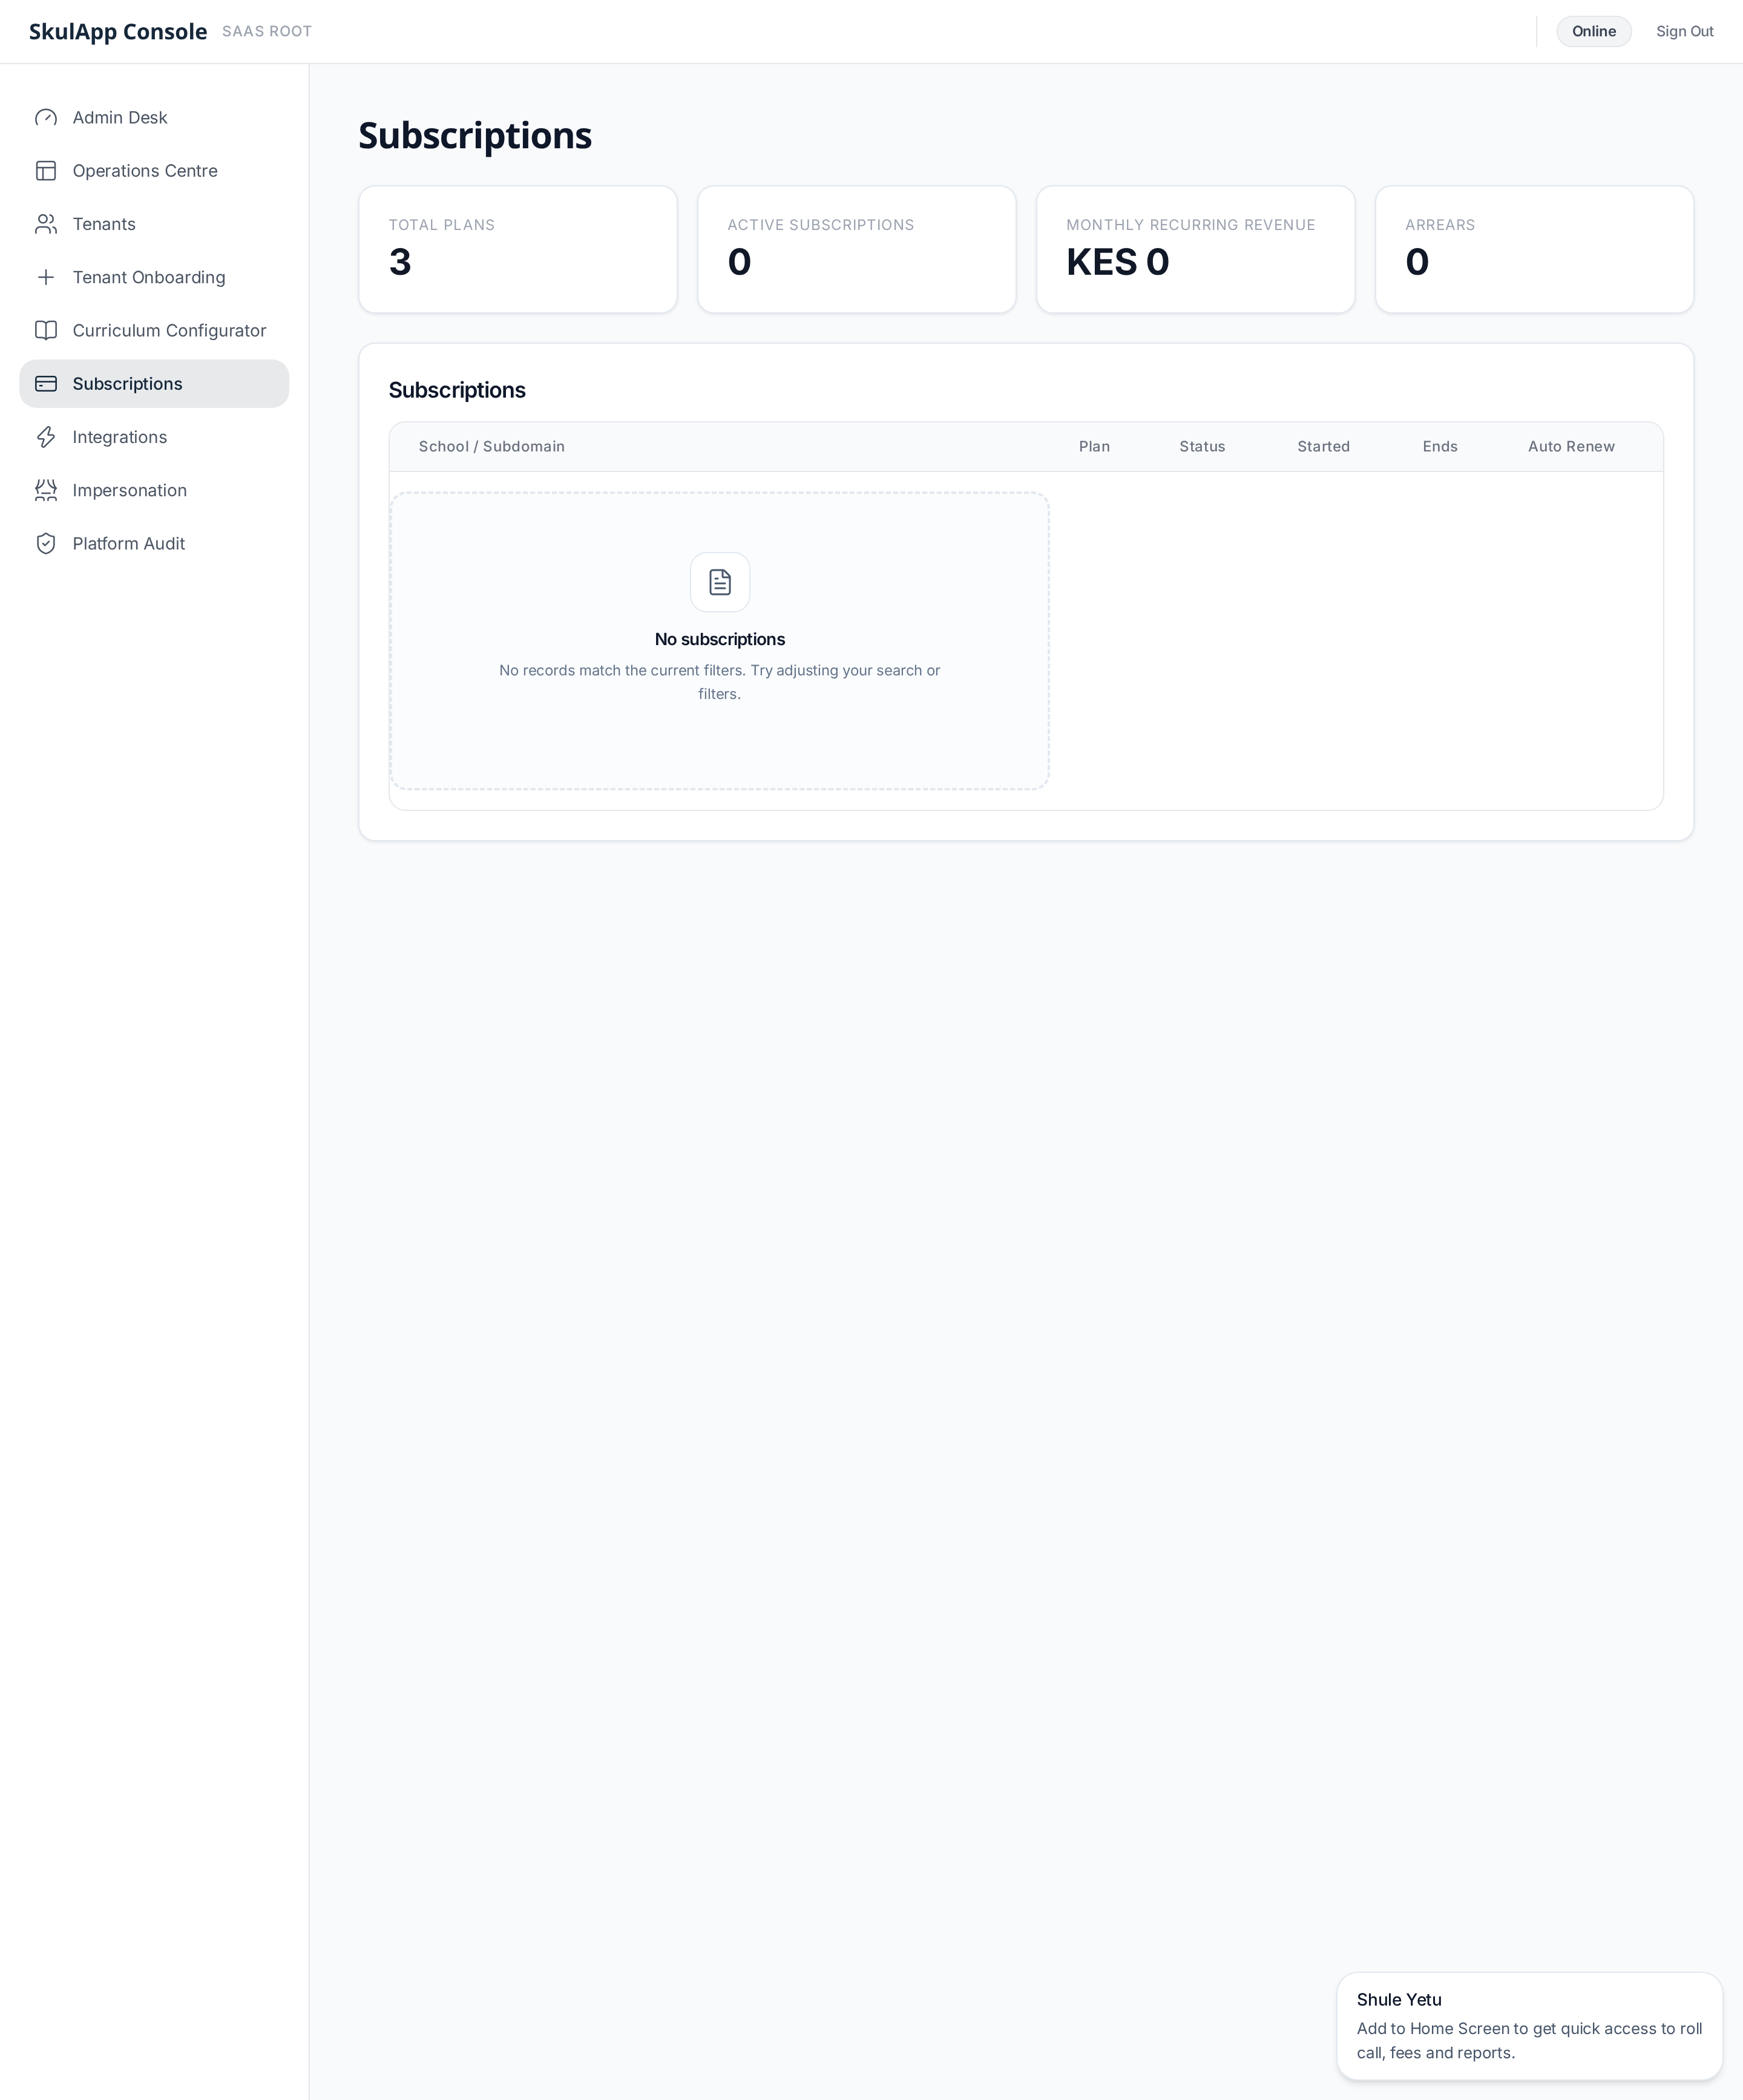 SkulApp Console SAAS ROOT
Online Sign Out
Admin Desk
Operations Centre
Tenants
Tenant Onboarding
Curriculum Configurator
Subscriptions
Integrations
Impersonation
Platform Audit
Subscriptions
TOTAL PLANS
3
ACTIVE SUBSCRIPTIONS
0
MONTHLY RECURRING REVENUE
KES 0
ARREARS
0
Subscriptions
School / Subdomain Plan Status Started Ends Auto Renew
No subscriptions
No records match the current filters. Try adjusting your search or
filters.
Shule Yetu
Add to Home Screen to get quick access to roll
call, fees and reports.